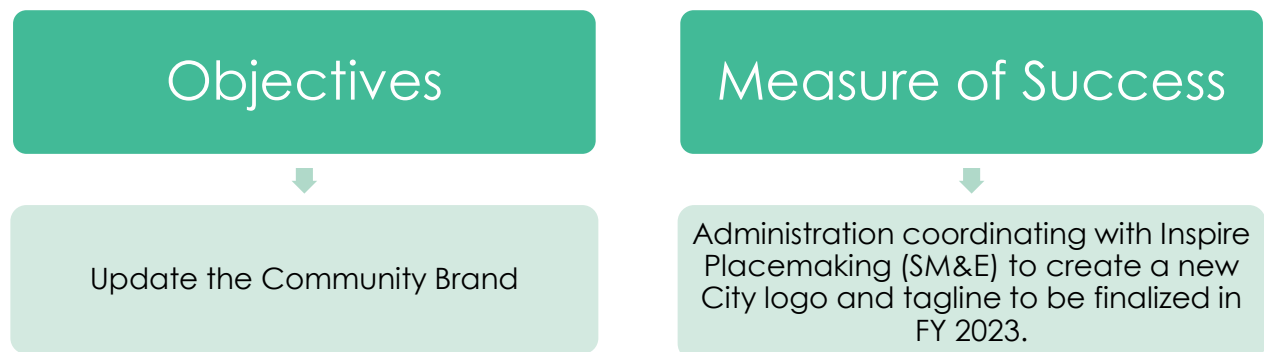 Objectives
Update the Community Brand
Measure of Success
Administration coordinating with Inspire
Placemaking (SM&E) to create a new
City logo and tagline to be finalized in
FY 2023.